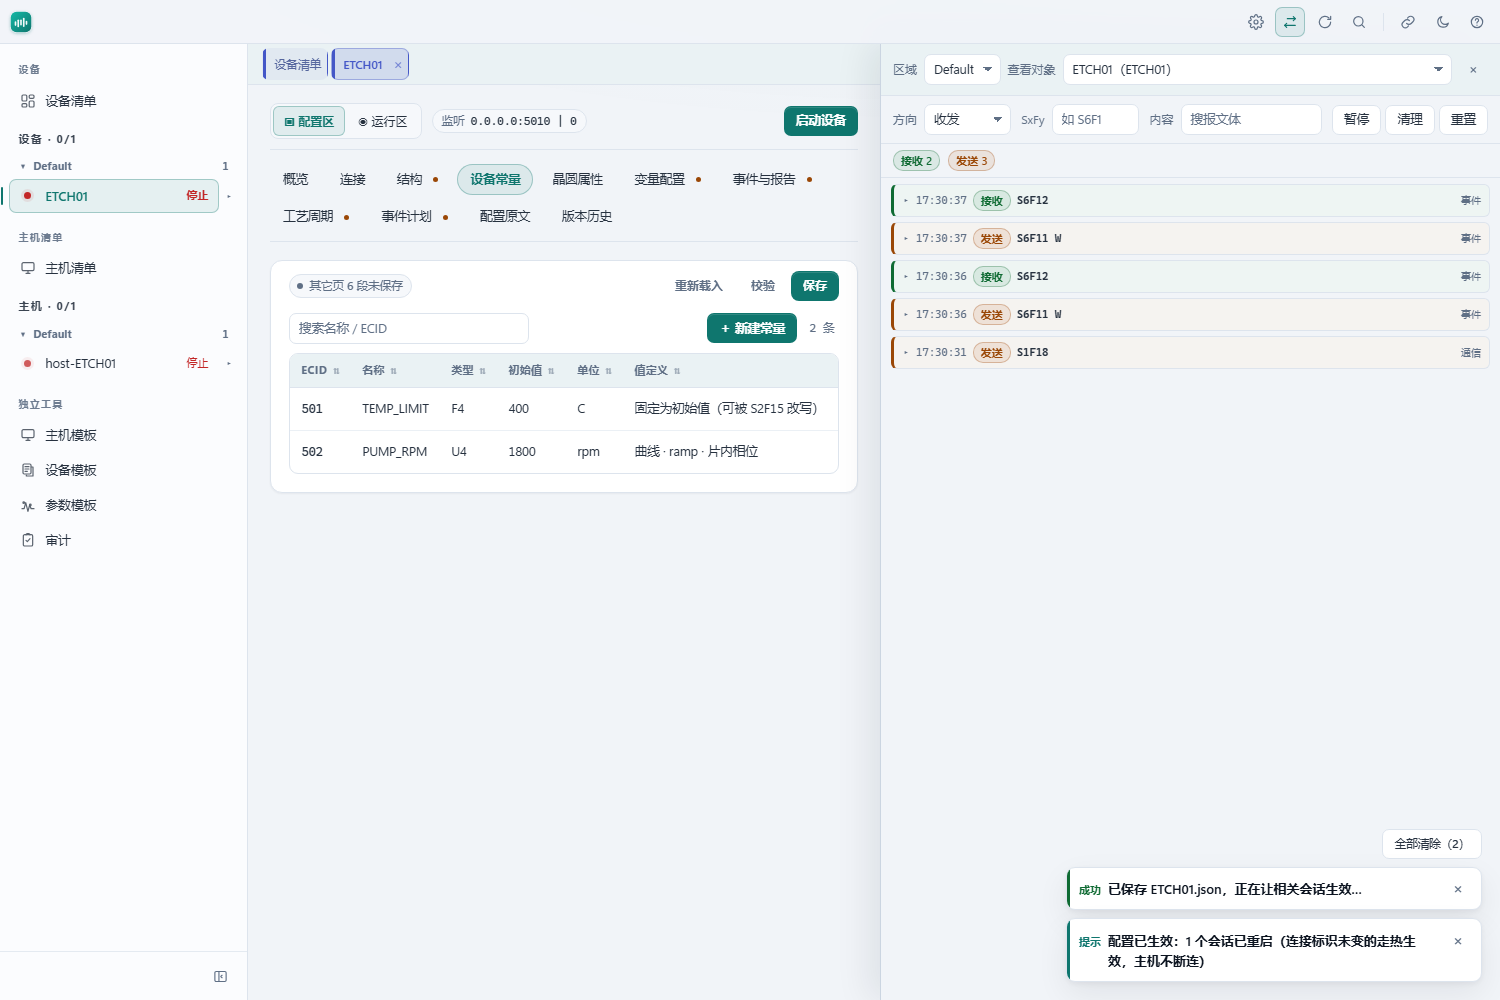 设备
设备清单
设备 · 0/1
Default 1
ETCH01 停止
主机清单
主机清单
主机 · 0/1
Default 1
host-ETCH01 停止
独立工具
主机模板
设备模板
参数模板
审计
设备清单 ETCH01 ×
配置区 运行区 监听 0.0.0.0:5010 | 0 启动设备
概览 连接 结构 设备常量 晶圆属性 变量配置 事件与报告
工艺周期 事件计划 配置原文 版本历史
其它页 6 段未保存 重新载入 校验 保存
搜索名称 / ECID + 新建常量 2 条
ECID 名称 类型 初始值 单位 值定义
501 TEMP_LIMIT F4 400 C 固定为初始值（可被 S2F15 改写）
502 PUMP_RPM U4 1800 rpm 曲线 · ramp · 片内相位
区域 Default 查看对象 ETCH01（ETCH01） ×
方向 收发 SxFy 如 S6F1 内容 搜报文体 暂停 清理 重置
接收 2 发送 3
17:30:37 接收 S6F12 事件
17:30:37 发送 S6F11 W 事件
17:30:36 接收 S6F12 事件
17:30:36 发送 S6F11 W 事件
17:30:31 发送 S1F18 通信
全部清除（2）
成功 已保存 ETCH01.json，正在让相关会话生效... ×
提示 配置已生效：1 个会话已重启（连接标识未变的走热生 ×
效，主机不断连）